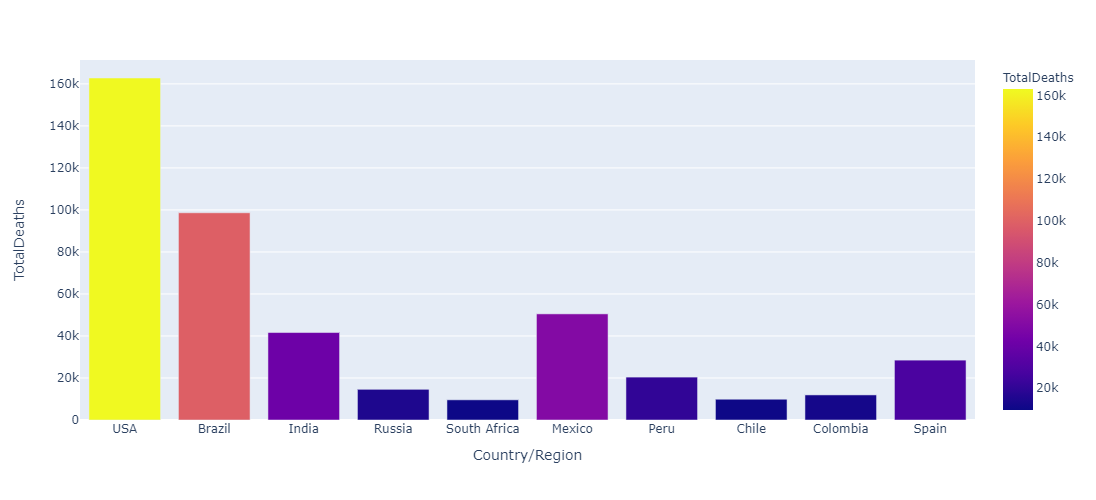 TotalDeaths
160k
140k
120k
100k
80k
60k
40k
20k
0
USA Brazil India Russia South Africa Mexico Peru Chile Colombia Spain
Country/Region
TotalDeaths
160k
140k
120k
100k
80k
60k
40k
20k